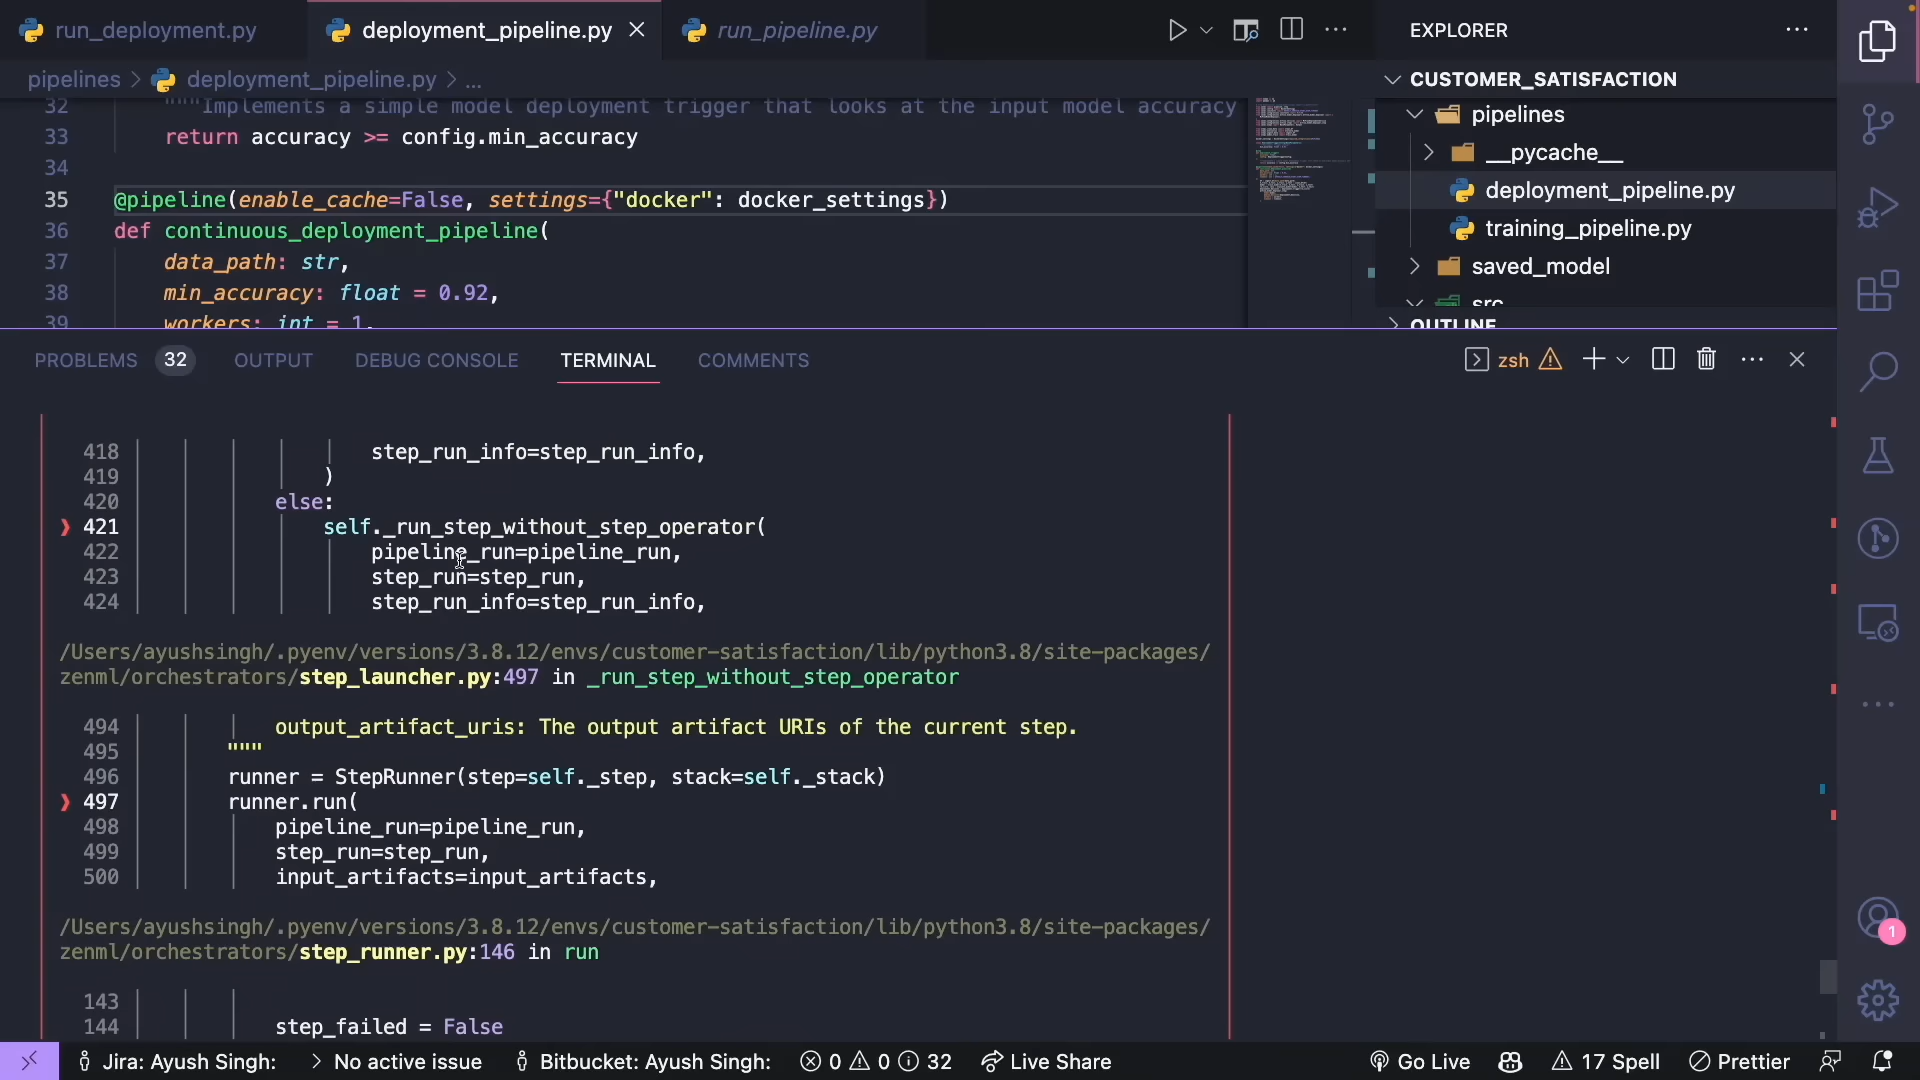 run_deployment.py
deployment_pipeline.py
run_pipeline.py
EXPLORER
pipelines > deployment_pipeline.py > ...
CUSTOMER_SATISFACTION
32 """Implements a simple model deployment trigger that looks at the input model accuracy
33 return accuracy >= config.min_accuracy
34
35 @pipeline(enable_cache=False, settings={"docker": docker_settings})
36 def continuous_deployment_pipeline(
37 data_path: str,
38 min_accuracy: float = 0.92,
39 workers: int = 1,
pipelines
__pycache__
deployment_pipeline.py
training_pipeline.py
saved_model
src
OUTLINE
PROBLEMS 32 OUTPUT DEBUG CONSOLE TERMINAL COMMENTS
zsh
418 step_run_info=step_run_info,
419 )
420 else:
❱ 421 self._run_step_without_step_operator(
422 pipeline_run=pipeline_run,
423 step_run=step_run,
424 step_run_info=step_run_info,
/Users/ayushsingh/.pyenv/versions/3.8.12/envs/customer-satisfaction/lib/python3.8/site-packages/
zenml/orchestrators/step_launcher.py:497 in _run_step_without_step_operator
494 output_artifact_uris: The output artifact URIs of the current step.
495 """
496 runner = StepRunner(step=self._step, stack=self._stack)
❱ 497 runner.run(
498 pipeline_run=pipeline_run,
499 step_run=step_run,
500 input_artifacts=input_artifacts,
/Users/ayushsingh/.pyenv/versions/3.8.12/envs/customer-satisfaction/lib/python3.8/site-packages/
zenml/orchestrators/step_runner.py:146 in run
143
144 step_failed = False
1
Jira: Ayush Singh: > No active issue Bitbucket: Ayush Singh: 0 0 32 Live Share Go Live 17 Spell Prettier